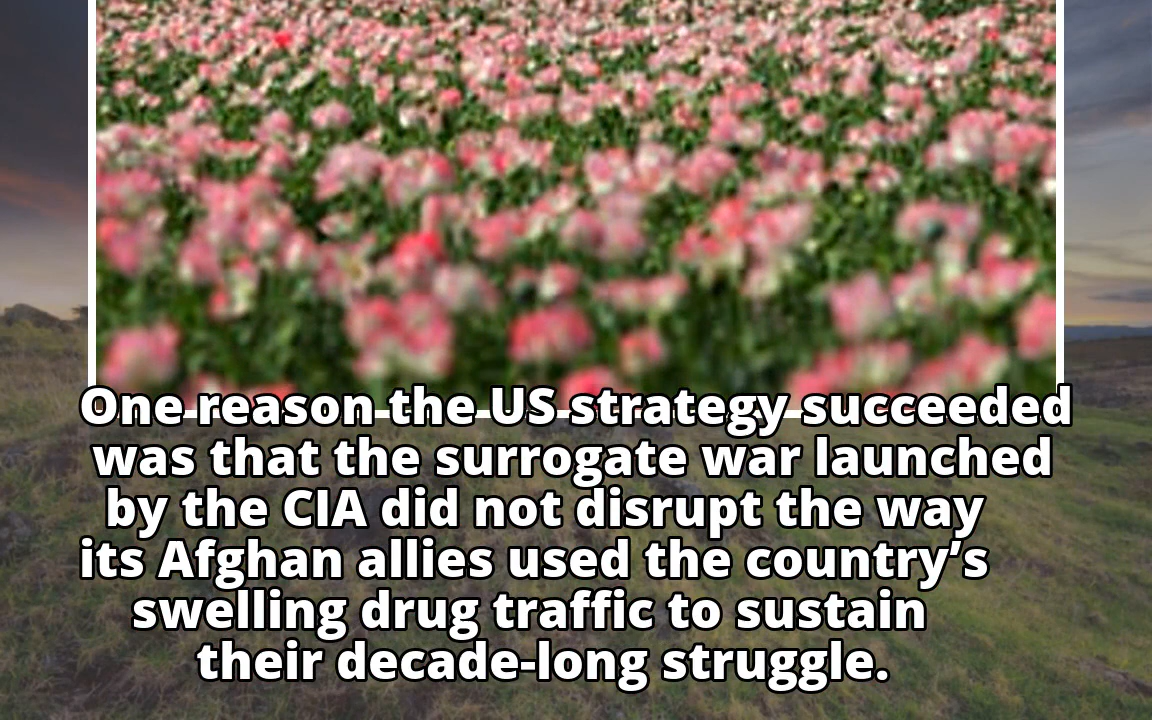 One reason the US strategy succeeded
was that the surrogate war launched
by the CIA did not disrupt the way
its Afghan allies used the country’s
swelling drug traffic to sustain
their decade-long struggle.